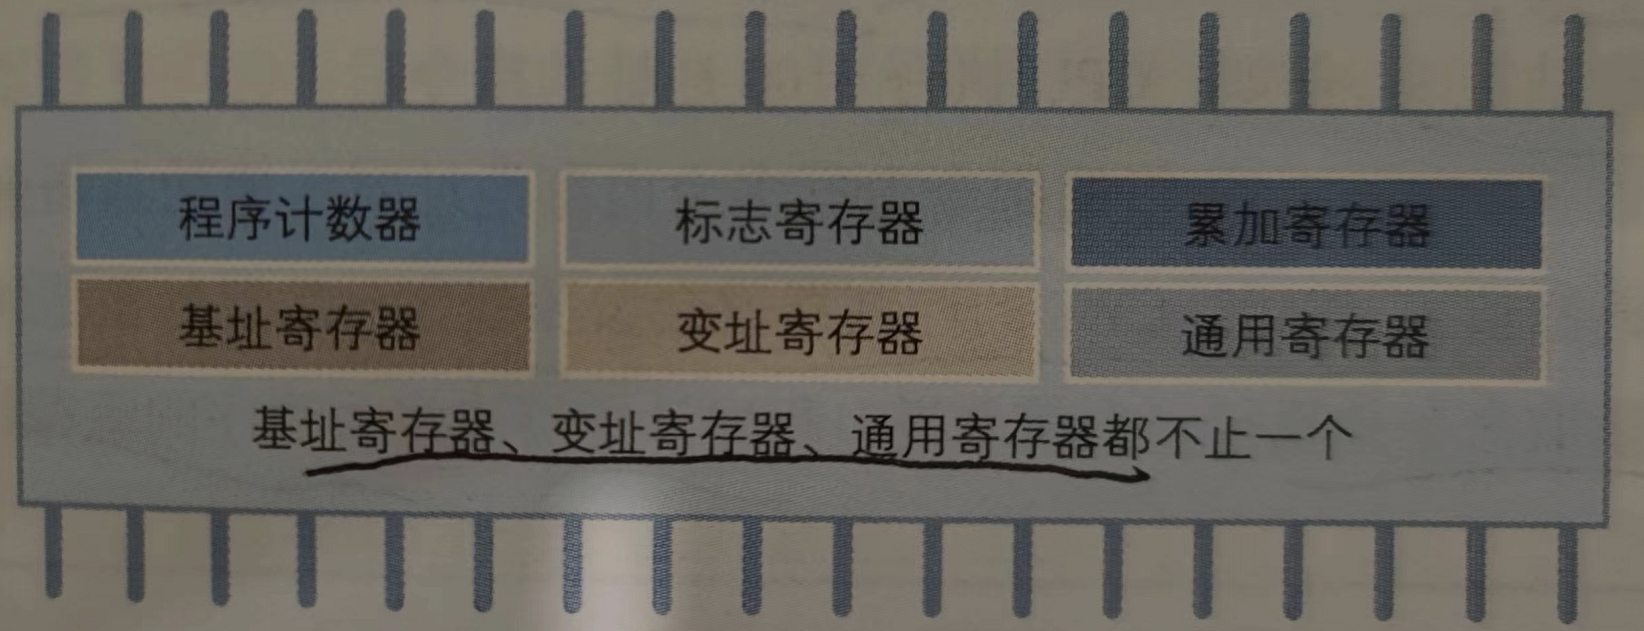 程序计数器 标志寄存器 累加寄存器
基址寄存器 变址寄存器 通用寄存器
基址寄存器、变址寄存器、通用寄存器都不止一个